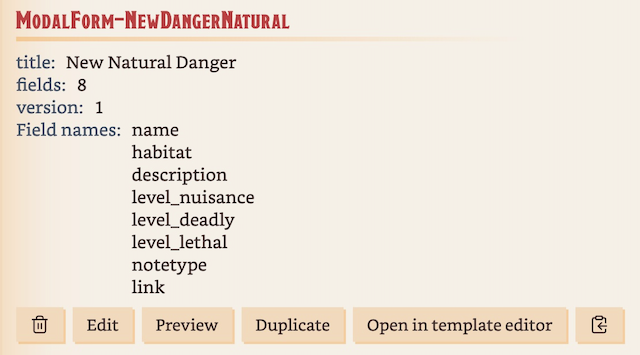 ModalForm-NewDangerNatural
title: New Natural Danger
fields: 8
version: 1
Field names: name
habitat
description
level_nuisance
level_deadly
level_lethal
notetype
link
Edit Preview Duplicate Open in template editor